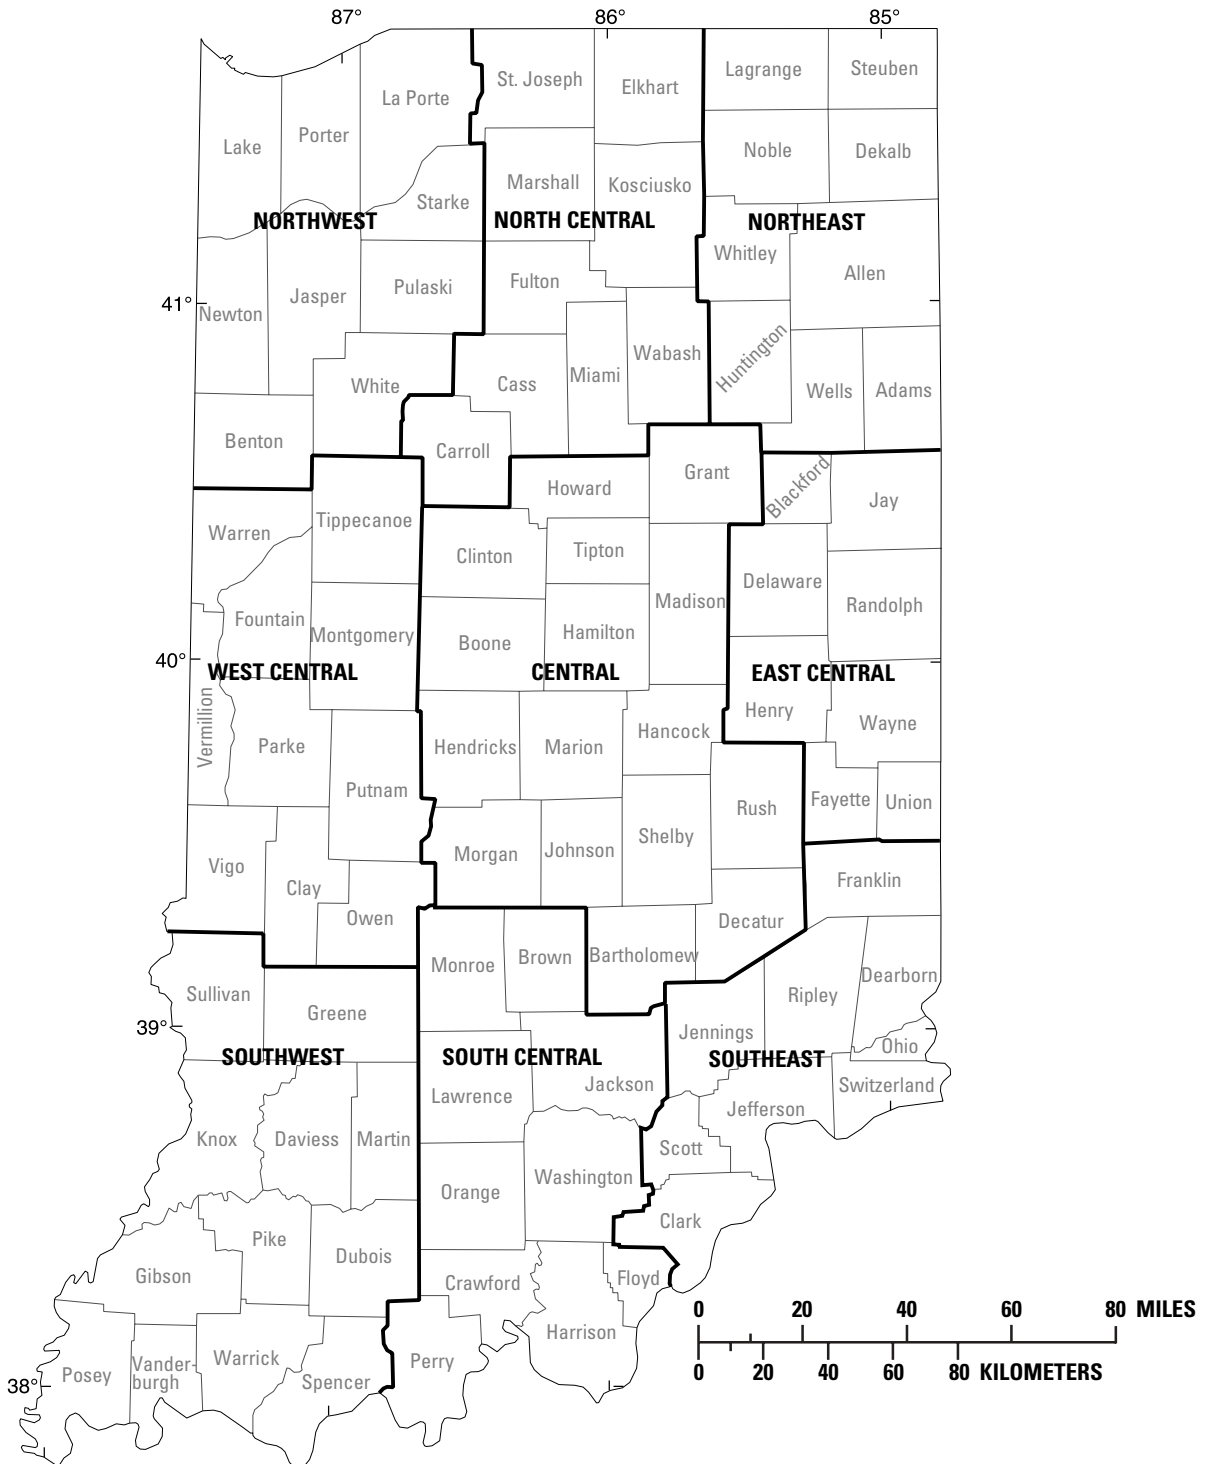 87°
86°
85°
St. Joseph
Lagrange
Steuben
La Porte
Elkhart
Porter
Lake
Noble
Dekalb
Marshall
Kosciusko
Starke
NORTHWEST
NORTH CENTRAL
NORTHEAST
Whitley
Allen
Fulton
Pulaski
Jasper
41°
Newton
Wabash
Huntington
Miami
White
Cass
Wells
Adams
Benton
Carroll
Grant
Howard
Blackford
Jay
Tippecanoe
Warren
Clinton
Tipton
Delaware
Madison
Randolph
Fountain
Montgomery
Boone
Hamilton
40°
WEST CENTRAL
CENTRAL
EAST CENTRAL
Vermillion
Henry
Wayne
Hancock
Parke
Hendricks
Marion
Putnam
Fayette
Union
Rush
Shelby
Morgan
Johnson
Vigo
Clay
Franklin
Owen
Decatur
Monroe
Brown
Bartholomew
Dearborn
Sullivan
Ripley
Greene
39°
Jennings
Ohio
SOUTHWEST
SOUTH CENTRAL
SOUTHEAST
Jackson
Switzerland
Lawrence
Jefferson
Knox
Daviess
Martin
Scott
Washington
Orange
Clark
Pike
Dubois
Gibson
Crawford
Floyd
0 20 40 60 80 MILES
Harrison
Warrick
Perry
Posey
Vander-
burgh
0 20 40 60 80 KILOMETERS
Spencer
38°